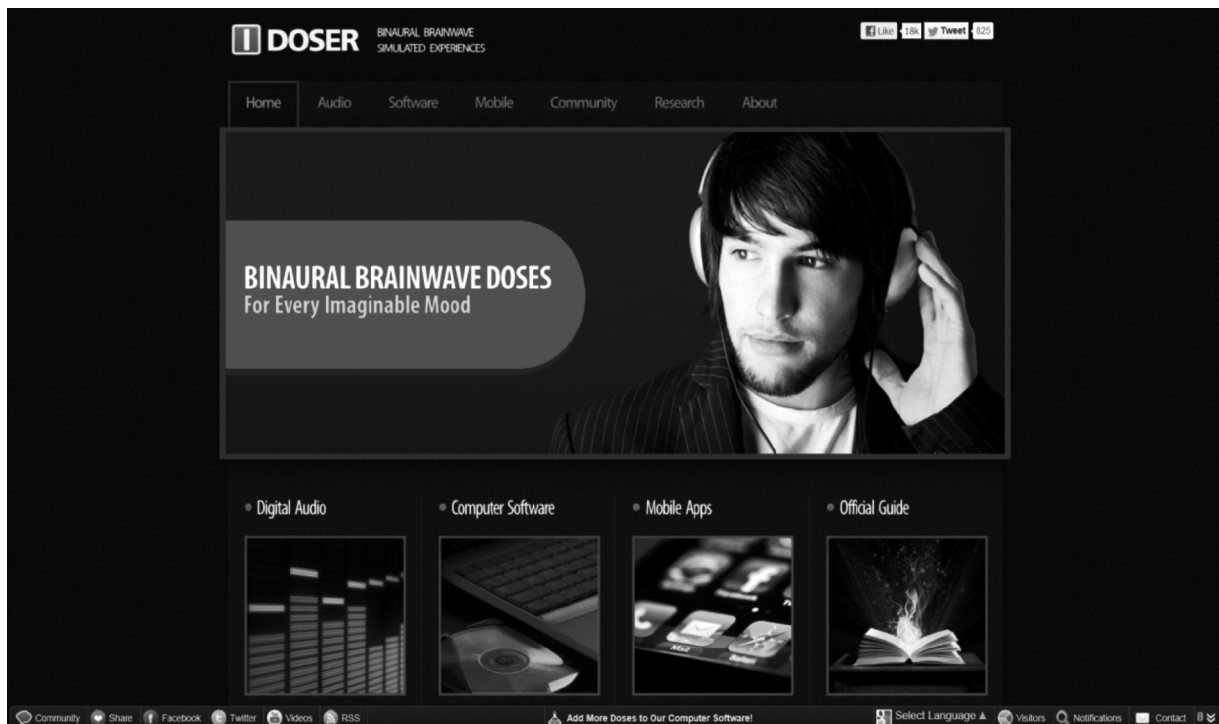 I DOSER
BINAURAL BRAINWAVE
SIMULATED EXPERIENCES
Like 18k Tweet 825
Home Audio Software Mobile Community Research About
BINAURAL BRAINWAVE DOSES
For Every Imaginable Mood
Digital Audio Computer Software Mobile Apps Official Guide
Mail
Safari
Community Share Facebook Twitter Videos RSS Add More Doses to Our Computer Software! Select Language ▲ Visitors Notifications Contact